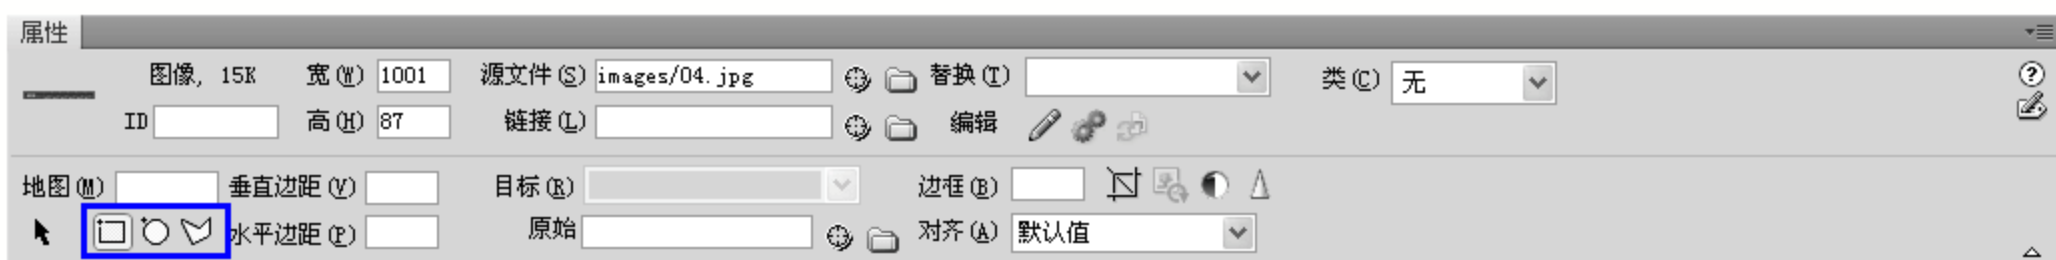 属性
图像, 15K 宽(W) 1001 源文件(S) images/04.jpg 替换(T) 类(C) 无
ID 高(H) 87 链接(L) 编辑
地图(M) 垂直边距(V) 目标(R) 边框(B)
水平边距(P) 原始 对齐(A) 默认值